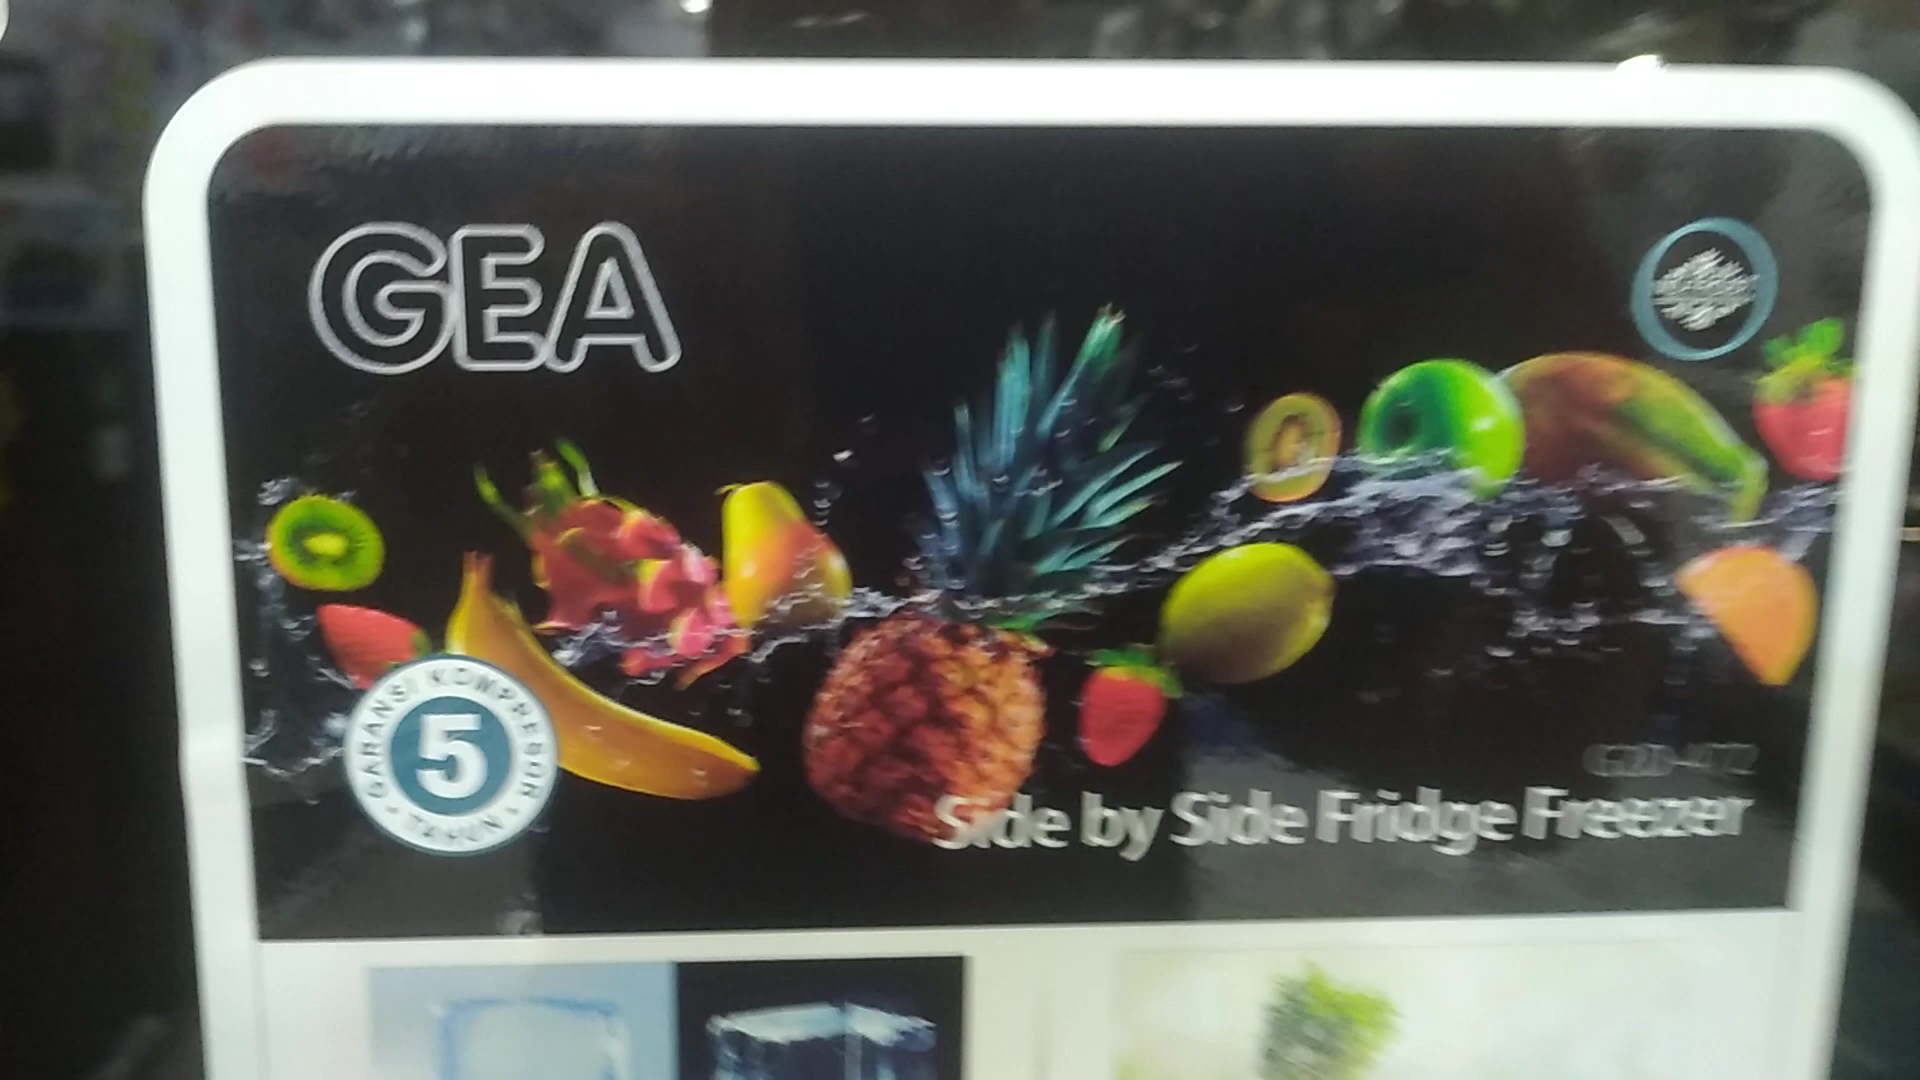 GEA
GARANSI KOMPRESOR
5
TAHUN
Side by Side Fridge Freezer